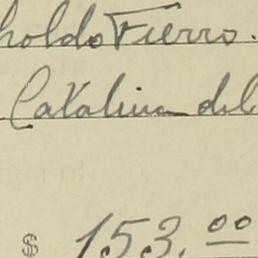 holdo Fierro.
Catalina del
$ 153.00